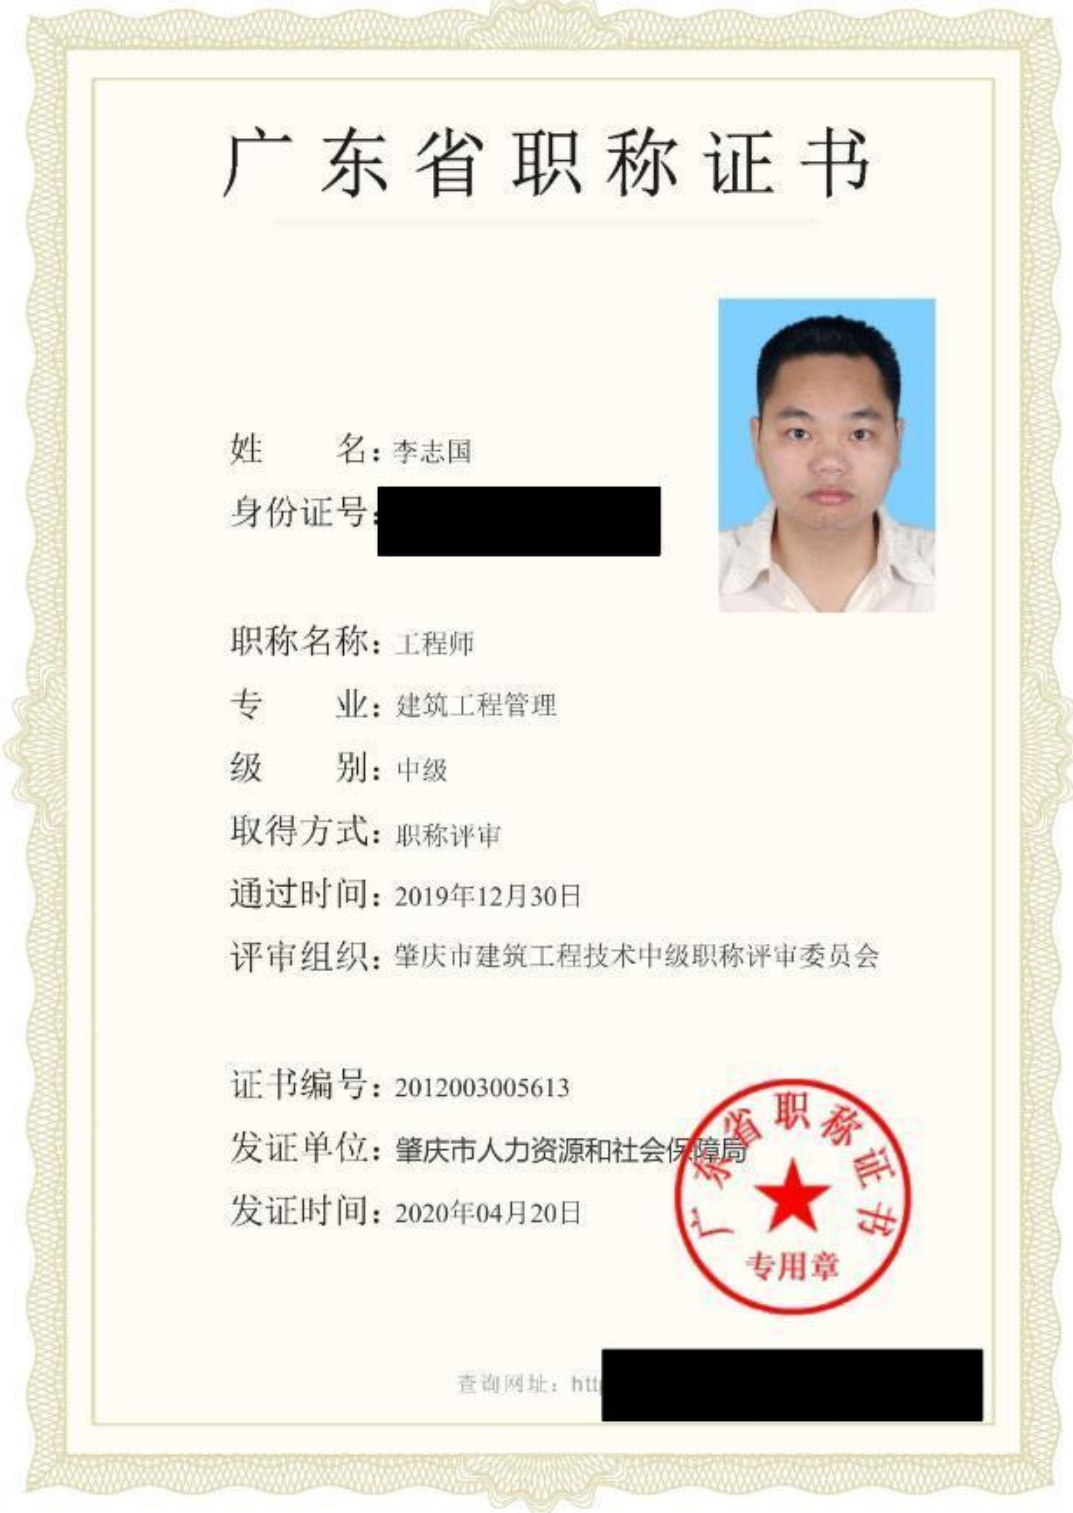 广东省职称证书
姓 名：李志国
身份证号：
职称名称：工程师
专 业：建筑工程管理
级 别：中级
取得方式：职称评审
通过时间：2019年12月30日
评审组织：肇庆市建筑工程技术中级职称评审委员会
证书编号：2012003005613
发证单位：肇庆市人力资源和社会保障局
发证时间：2020年04月20日
广东省职称证书
专用章
查询网址：htt